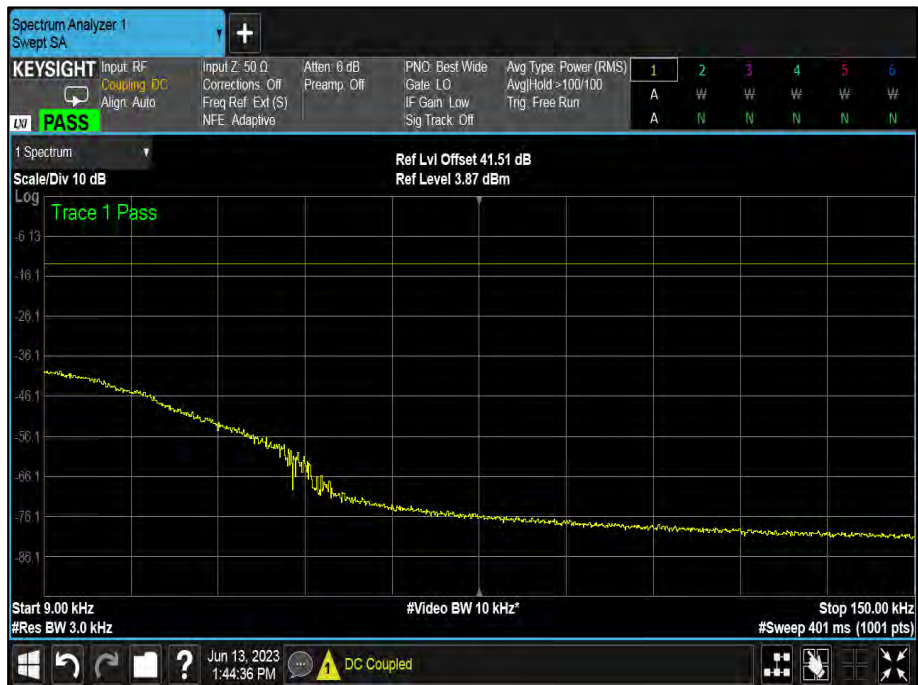 Spectrum Analyzer 1
Swept SA
+
KEYSIGHT
LXI PASS
Input: RF
Coupling: DC
Align: Auto
Input Z: 50 Ω
Corrections: Off
Freq Ref: Ext (S)
NFE: Adaptive
Atten: 6 dB
Preamp: Off
PNO: Best Wide
Gate: LO
IF Gain: Low
Sig Track: Off
Avg Type: Power (RMS)
Avg|Hold >100/100
Trig: Free Run
1 2 3 4 5 6
A W W W W W
A N N N N N
1 Spectrum
Scale/Div 10 dB
Ref Lvl Offset 41.51 dB
Ref Level 3.87 dBm
Log
Trace 1 Pass
-6.13
-16.1
-26.1
-36.1
-46.1
-56.1
-66.1
-76.1
-86.1
Start 9.00 kHz
#Video BW 10 kHz*
Stop 150.00 kHz
#Res BW 3.0 kHz
#Sweep 401 ms (1001 pts)
?
Jun 13, 2023
1:44:36 PM
1
DC Coupled